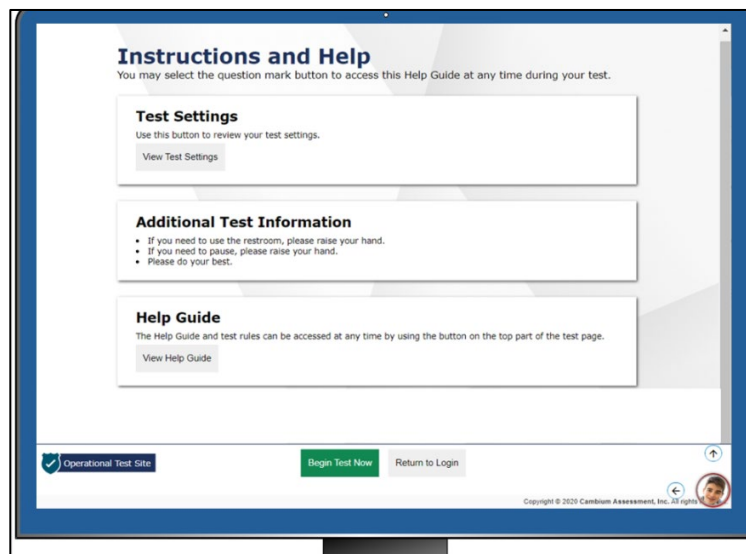 Instructions and Help
You may select the question mark button to access this Help Guide at any time during your test.
Test Settings
Use this button to review your test settings.
View Test Settings
Additional Test Information
• If you need to use the restroom, please raise your hand.
• If you need to pause, please raise your hand.
• Please do your best.
Help Guide
The Help Guide and test rules can be accessed at any time by using the button on the top part of the test page.
View Help Guide
Operational Test Site
Begin Test Now
Return to Login
Copyright © 2020 Cambium Assessment, Inc. All rights